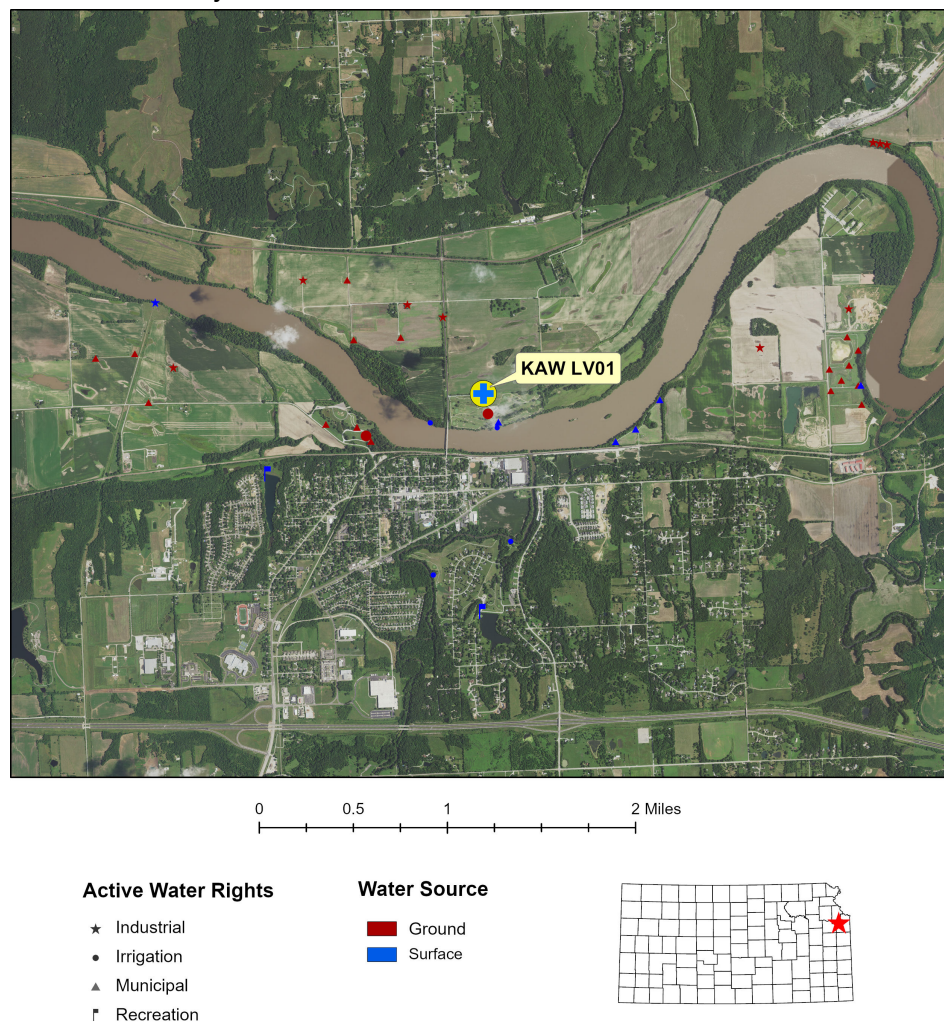 KAW LV01
0 0.5 1 2 Miles
Active Water Rights
Industrial
Irrigation
Municipal
Recreation
Water Source
Ground
Surface